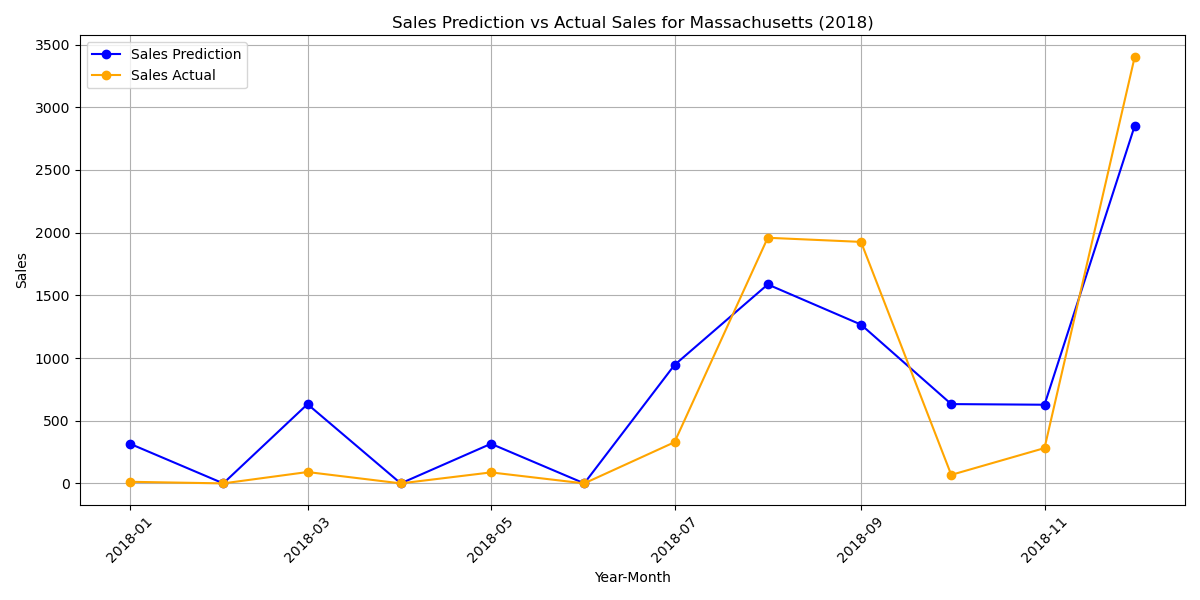 Sales Prediction vs Actual Sales for Massachusetts (2018)
Sales Prediction
Sales Actual
3500
3000
2500
2000
1500
1000
500
0
Sales
2018-01
2018-03
2018-05
2018-07
2018-09
2018-11
Year-Month